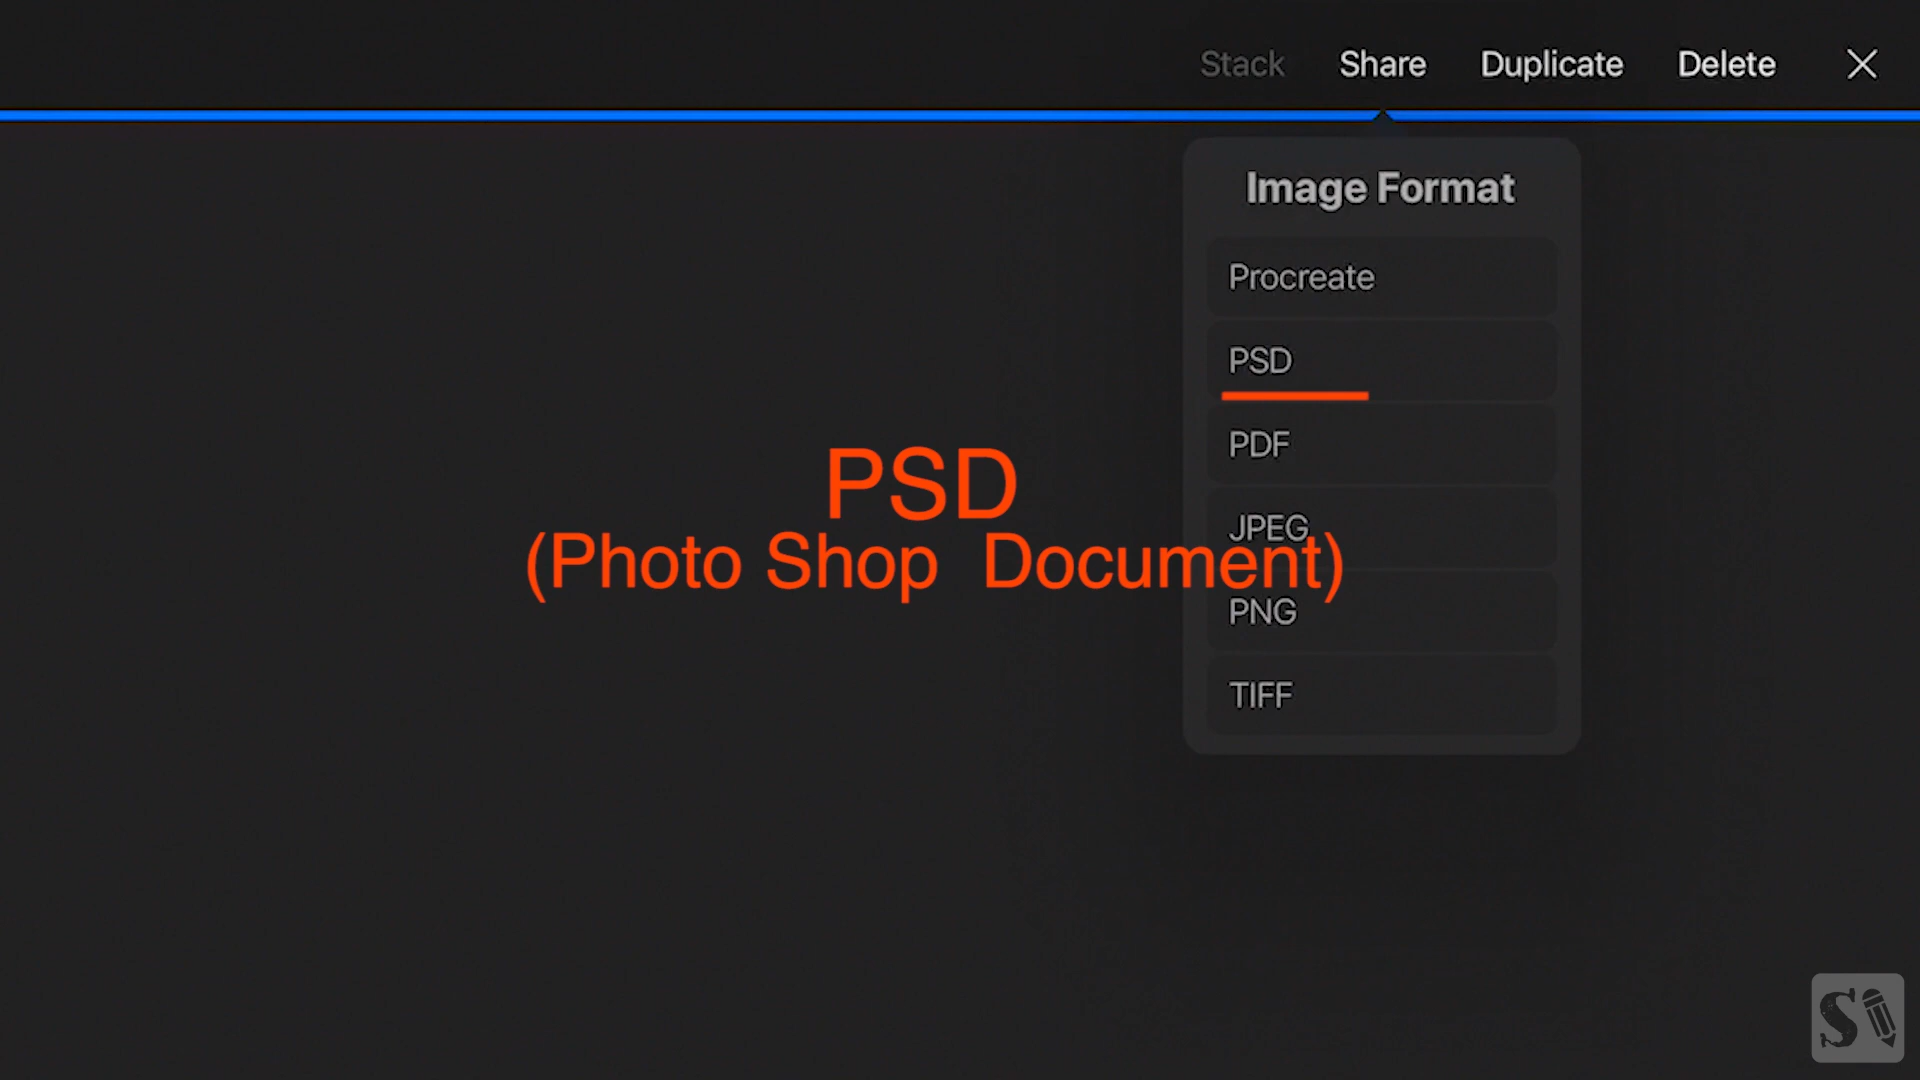 Stack Share Duplicate Delete
Image Format
Procreate
PSD
PDF
JPEG
PNG
TIFF
PSD
(Photo Shop  Document)
S